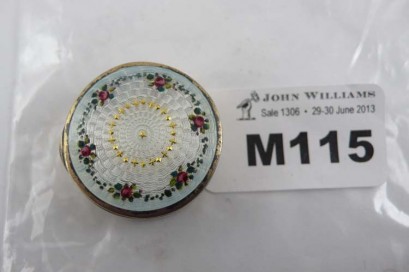 JOHN WILLIAMS
Sale 1306 • 29-30 June 2013
M115